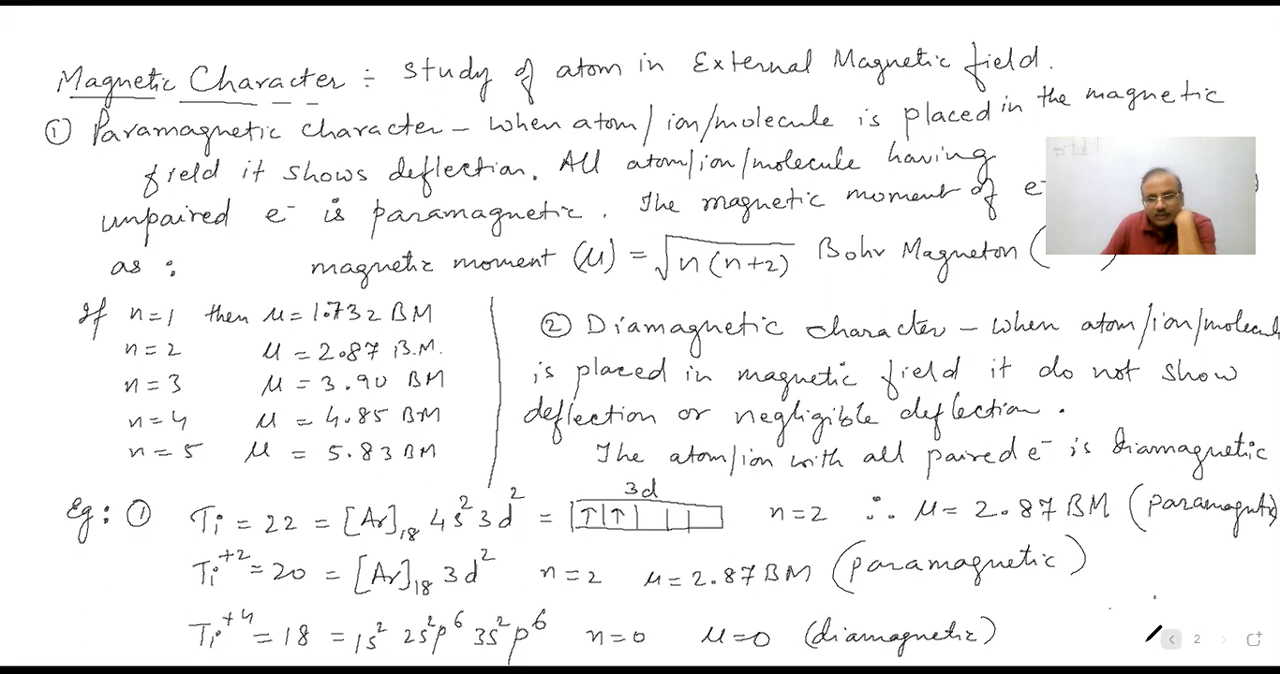 Magnetic Character ÷ study of atom in External Magnetic field.
① Paramagnetic character – when atom/ion/molecule is placed in the magnetic
field it shows deflection. All atom/ion/molecule having
unpaired e⁻ is paramagnetic. The magnetic moment of e⁻
as : magnetic moment (μ) = √n(n+2) Bohr Magneton (
If n=1 then μ=1.732 BM
n=2 μ=2.87 B.M.
n=3 μ=3.90 BM
n=4 μ=4.85 BM
n=5 μ=5.83 BM
② Diamagnetic character – when atom/ion/molecul
is placed in magnetic field it do not show
deflection or negligible deflection.
The atom/ion with all paired e⁻ is diamagnetic
3d
Eg: ① Ti = 22 = [Ar]₁₈ 4s² 3d² = ↑ ↑ n=2 ∴ μ= 2.87BM (paramagnetic)
Ti⁺² = 20 = [Ar]₁₈ 3d² n=2 μ=2.87BM (paramagnetic)
Ti⁺⁴ = 18 = 1s² 2s²p⁶ 3s²p⁶ n=0 μ=0 (diamagnetic)
2